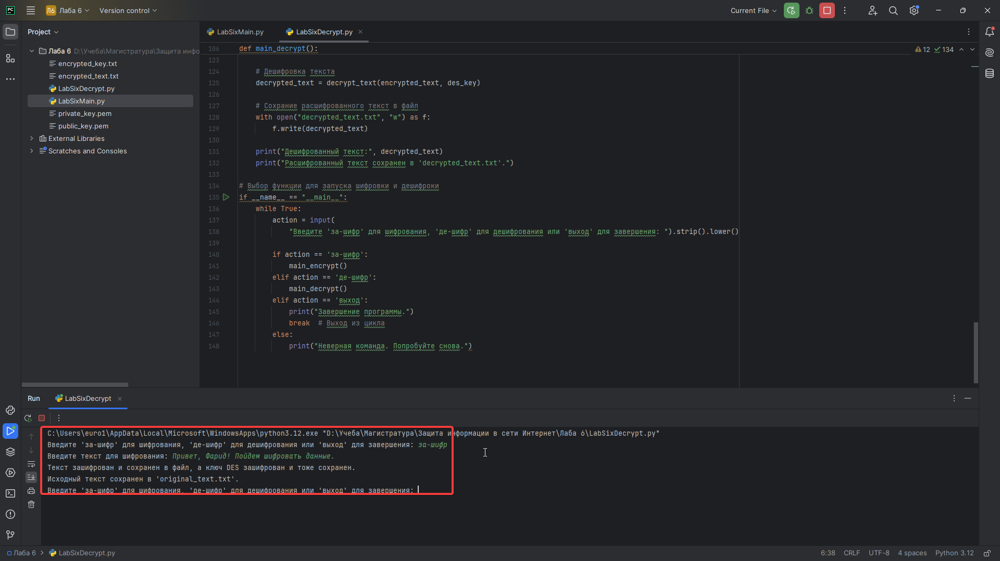 PC Л6 Лаба 6 Version control Current File
Project
Лаба 6 D:\Учеба\Магистратура\Защита инфо
encrypted_key.txt
encrypted_text.txt
LabSixDecrypt.py
LabSixMain.py
private_key.pem
public_key.pem
External Libraries
Scratches and Consoles
LabSixMain.py LabSixDecrypt.py
12 134
106 def main_decrypt():
123
124 # Дешифровка текста
125 decrypted_text = decrypt_text(encrypted_text, des_key)
126
127 # Сохрание расшифрованного текст в файл
128 with open("decrypted_text.txt", "w") as f:
129 f.write(decrypted_text)
130
131 print("Дешифрованный текст:", decrypted_text)
132 print("Расшифрованный текст сохранен в 'decrypted_text.txt'.")
133
134 # Выбор функции для запуска шифровки и дешифроки
135 if __name__ == "__main__":
136 while True:
137 action = input(
138 "Введите 'за-шифр' для шифрования, 'де-шифр' для дешифрования или 'выход' для завершения: ").strip().lower()
139
140 if action == 'за-шифр':
141 main_encrypt()
142 elif action == 'де-шифр':
143 main_decrypt()
144 elif action == 'выход':
145 print("Завершение программы.")
146 break # Выход из цикла
147 else:
148 print("Неверная команда. Попробуйте снова.")
Run LabSixDecrypt
C:\Users\euro1\AppData\Local\Microsoft\WindowsApps\python3.12.exe "D:\Учеба\Магистратура\Защита информации в сети Интернет\Лаба 6\LabSixDecrypt.py"
Введите 'за-шифр' для шифрования, 'де-шифр' для дешифрования или 'выход' для завершения: за-шифр
Введите текст для шифрования: Привет, Фарид! Пойдем шифровать данные.
Текст зашифрован и сохранен в файл, а ключ DES зашифрован и тоже сохранен.
Исходный текст сохранен в 'original_text.txt'.
Введите 'за-шифр' для шифрования, 'де-шифр' для дешифрования или 'выход' для завершения:
Лаба 6 LabSixDecrypt.py 6:38 CRLF UTF-8 4 spaces Python 3.12